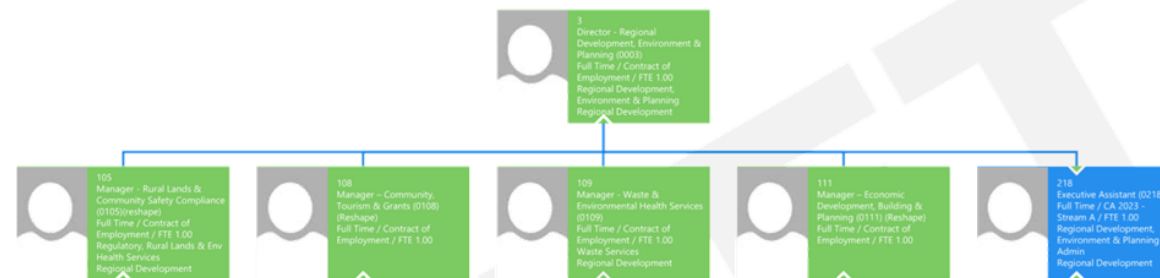 3
Director - Regional
Development, Environment &
Planning (0003)
Full Time / Contract of
Employment / FTE 1.00
Regional Development,
Environment & Planning
Regional Development
105
Manager - Rural Lands &
Community Safety Compliance
(0105)(reshape)
Full Time / Contract of
Employment / FTE 1.00
Regulatory, Rural Lands & Env
Health Services
Regional Development
108
Manager – Community,
Tourism & Grants (0108)
(Reshape)
Full Time / Contract of
Employment / FTE 1.00
109
Manager - Waste &
Environmental Health Services
(0109)
Full Time / Contract of
Employment / FTE 1.00
Waste Services
Regional Development
111
Manager – Economic
Development, Building &
Planning (0111) (Reshape)
Full Time / Contract of
Employment / FTE 1.00
218
Executive Assistant (0218
Full Time / CA 2023 -
Stream A / FTE 1.00
Regional Development,
Environment & Planning
Admin
Regional Development